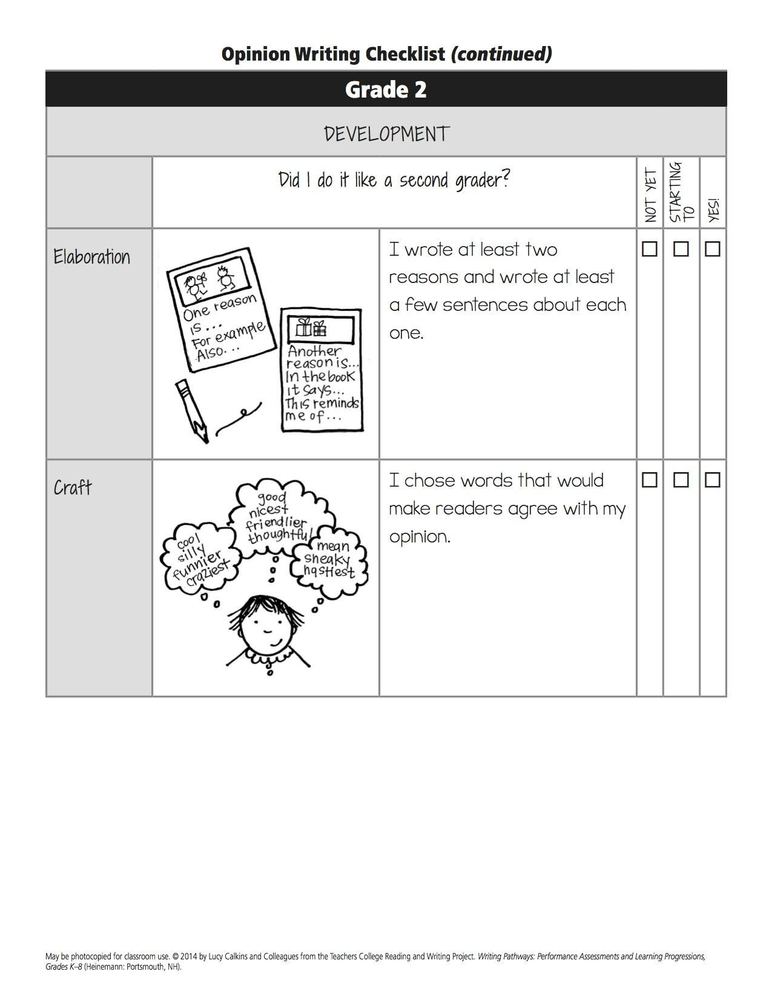 Opinion Writing Checklist (continued)
Grade 2
DEVELOPMENT
Did I do it like a second grader?
NOT YET
STARTING
TO
YES!
Elaboration
One reason
is...
For example
Also...
Another
reason is...
In the book
it says...
This reminds
me of...
I wrote at least two
reasons and wrote at least
a few sentences about each
one.
Craft
good
nicest
friendlier
thoughtful
cool
silly
funnier
craziest
mean
sneaky
nastiest
I chose words that would
make readers agree with my
opinion.
May be photocopied for classroom use. © 2014 by Lucy Calkins and Colleagues from the Teachers College Reading and Writing Project. Writing Pathways: Performance Assessments and Learning Progressions,
Grades K–8 (Heinemann: Portsmouth, NH).